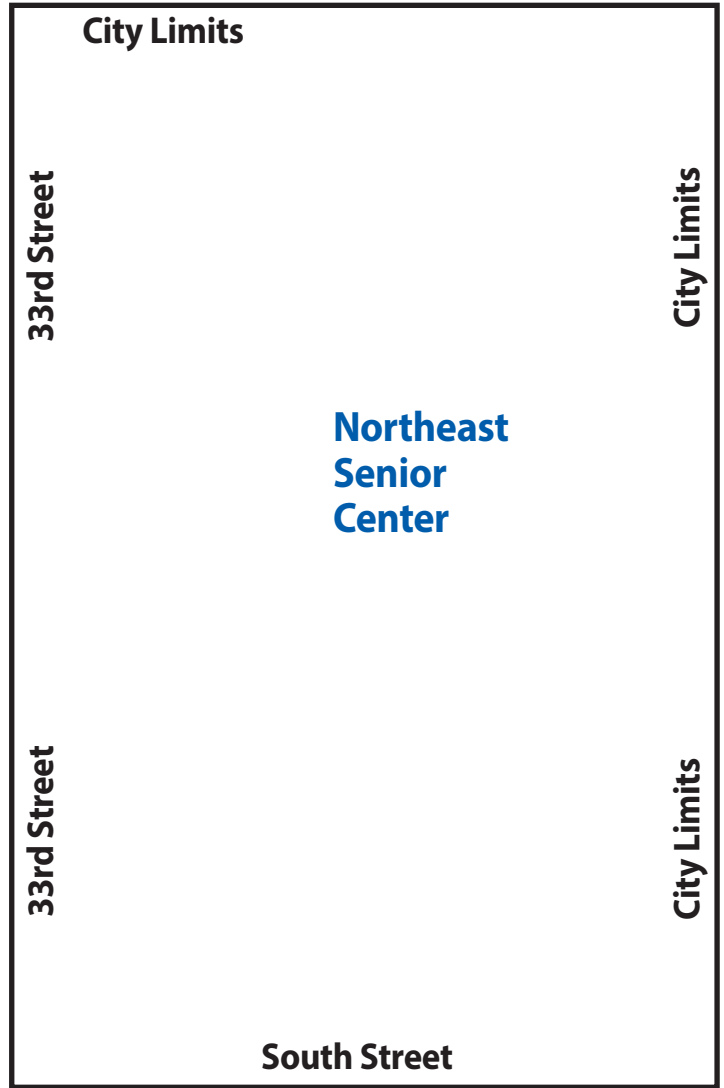 City Limits
33rd Street
City Limits
Northeast
Senior
Center
33rd Street
City Limits
South Street